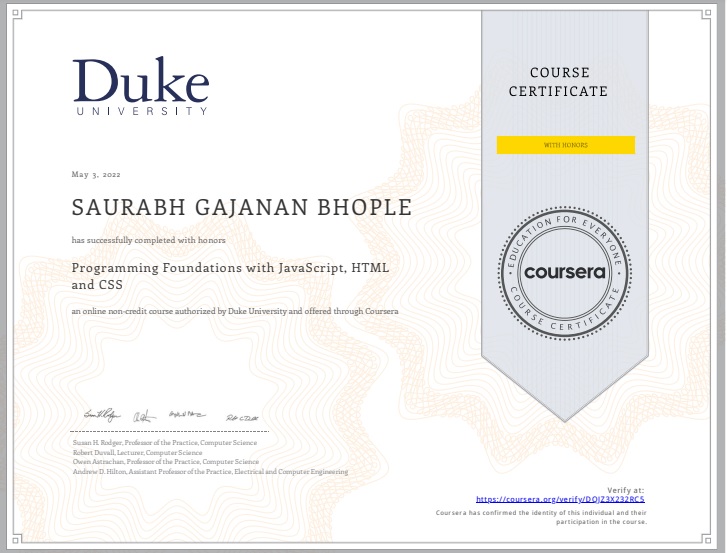 Duke
UNIVERSITY
COURSE
CERTIFICATE
WITH HONORS
May 3, 2022
SAURABH GAJANAN BHOPLE
has successfully completed with honors
Programming Foundations with JavaScript, HTML
and CSS
an online non-credit course authorized by Duke University and offered through Coursera
EDUCATION FOR EVERYONE
coursera
COURSE CERTIFICATE
Susan H. Rodger, Professor of the Practice, Computer Science
Robert Duvall, Lecturer, Computer Science
Owen Astrachan, Professor of the Practice, Computer Science
Andrew D. Hilton, Assistant Professor of the Practice, Electrical and Computer Engineering
Verify at:
https://coursera.org/verify/DQJZ3X232RC5
Coursera has confirmed the identity of this individual and their
participation in the course.